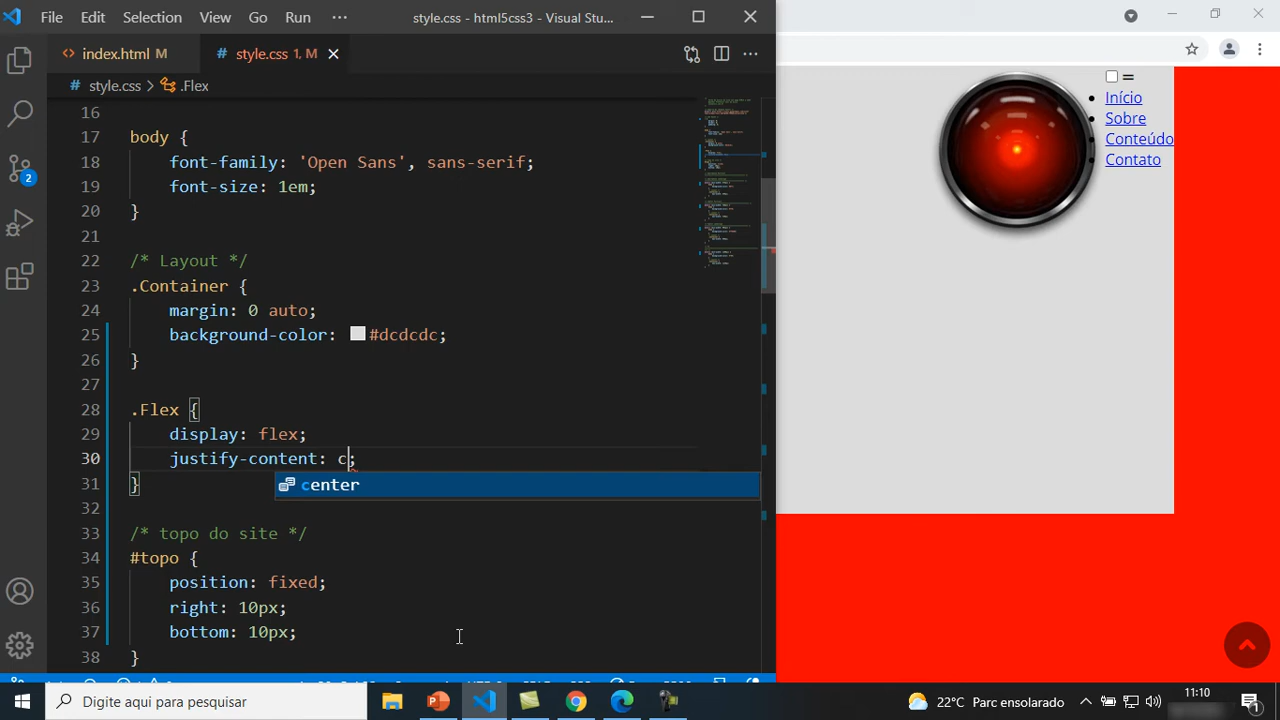 File Edit Selection View Go Run ··· style.css - html5css3 - Visual Stu...
index.html M # style.css 1, M
# style.css > .Flex
16
17 body {
18 font-family: 'Open Sans', sans-serif;
19 font-size: 1em;
20 }
21
22 /* Layout */
23 .Container {
24 margin: 0 auto;
25 background-color: #dcdcdc;
26 }
27
28 .Flex {
29 display: flex;
30 justify-content: c;
31 }
center
32
33 /* topo do site */
34 #topo {
35 position: fixed;
36 right: 10px;
37 bottom: 10px;
38 }
2
=
Início
Sobre
Conteúdo
Contato
Digite aqui para pesquisar
22°C Parc ensolarado
11:10
1